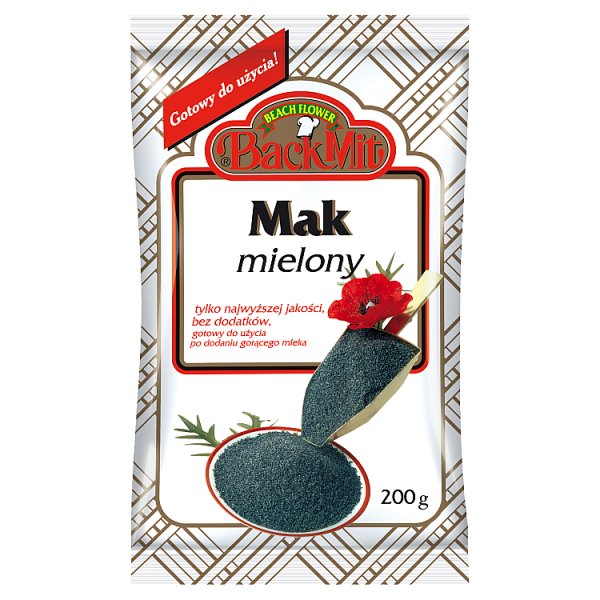 Gotowy do użycia!
BEACH FLOWER
® BackMit
Mak
mielony
tylko najwyższej jakości,
bez dodatków,
gotowy do użycia
po dodaniu gorącego mleka
200 g